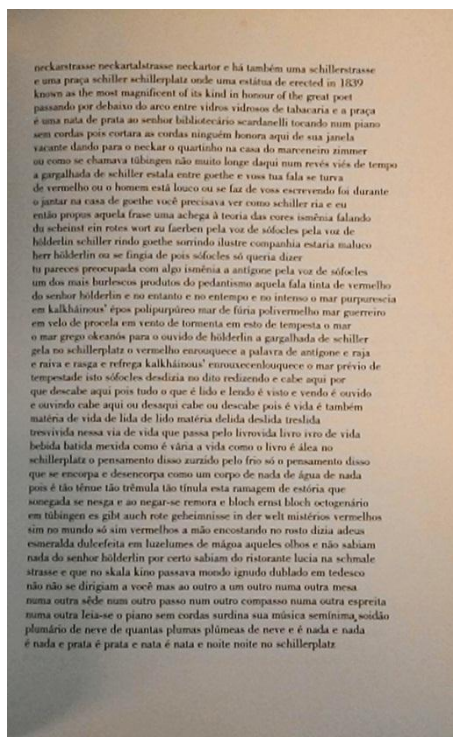 neckarstrasse neckartalstrasse neckartor e há também uma schillerstrasse
e uma praça schiller schillerplatz onde uma estátua de erected in 1839
known as the most magnificent of its kind in honour of the great poet
passando por debaixo do arco entre vidros vidrosos de tabacaria e a praça
é uma nata de prata ao senhor bibliotecário scardanelli tocando num piano
sem cordas pois cortara as cordas ninguém honora aqui de sua janela
vacante dando para o neckar o quartinho na casa do marceneiro zimmer
ou como se chamava tübingen não muito longe daqui num revés viés de tempo
a gargalhada de schiller estala entre goethe e voss tua fala se turva
de vermelho ou o homem está louco ou se faz de voss escrevendo foi durante
o jantar na casa de goethe você precisava ver como schiller ria e eu
então propus aquela frase uma achega à teoria das cores ismênia falando
du scheinst ein rotes wort zu faerben pela voz de sófocles pela voz de
hölderlin schiller rindo goethe sorrindo ilustre companhia estaria maluco
herr hölderlin ou se fingia de pois sófocles só queria dizer
tu pareces preocupada com algo ismênia a antígone pela voz de sófocles
um dos mais burlescos produtos do pedantismo aquela fala tinta de vermelho
do senhor hölderlin e no entanto e no entempo e no intenso o mar purpurescia
em kalkháinous' épos polipurpúreo mar de fúria polivermelho mar guerreiro
em velo de procela em vento de tormenta em esto de tempesta o mar
o mar grego okeanós para o ouvido de hölderlin a gargalhada de schiller
gela no schillerplatz o vermelho enrouquece a palavra de antígone e raja
e raiva e rasga e refrega kalkháinous' enrouxecenlouquece o mar prévio de
tempestade isto sófocles desdizia no dito redizendo e cabe aqui por
que descabe aqui pois tudo o que é lido e lendo é visto e vendo é ouvido
e ouvindo cabe aqui ou desaqui cabe ou descabe pois é vida é também
matéria de vida de lida de lido matéria delida deslida treslida
tresvivida nessa via de vida que passa pelo livrovida livro ivro de vida
bebida batida mexida como é vária a vida como o livro é álea no
schillerplatz o pensamento disso zurzido pelo frio só o pensamento disso
que se encorpa e desencorpa como um corpo de nada de água de nada
pois é tão tênue tão trêmula tão tínula esta ramagem de estória que
sonegada se nesga e ao negar-se remora e bloch ernst bloch octogenário
em tübingen es gibt auch rote geheimnisse in der welt mistérios vermelhos
sim no mundo só sim vermelhos a mão encostando no rosto dizia adeus
esmeralda dulcefeita em luzelumes de mágoa aqueles olhos e não sabiam
nada do senhor hölderlin por certo sabiam do ristorante lucia na schmale
strasse e que no skala kino passava mondo ignudo dublado em tedesco
não não se dirigiam a você mas ao outro a um outro numa outra mesa
numa outra sêde num outro passo num outro compasso numa outra espreita
numa outra leia-se o piano sem cordas surdina sua música semínima, soidão
plumário de neve de quantas plumas plúmeas de neve e é nada e nada
é nada e prata é prata e nata é nata e noite noite no schillerplatz